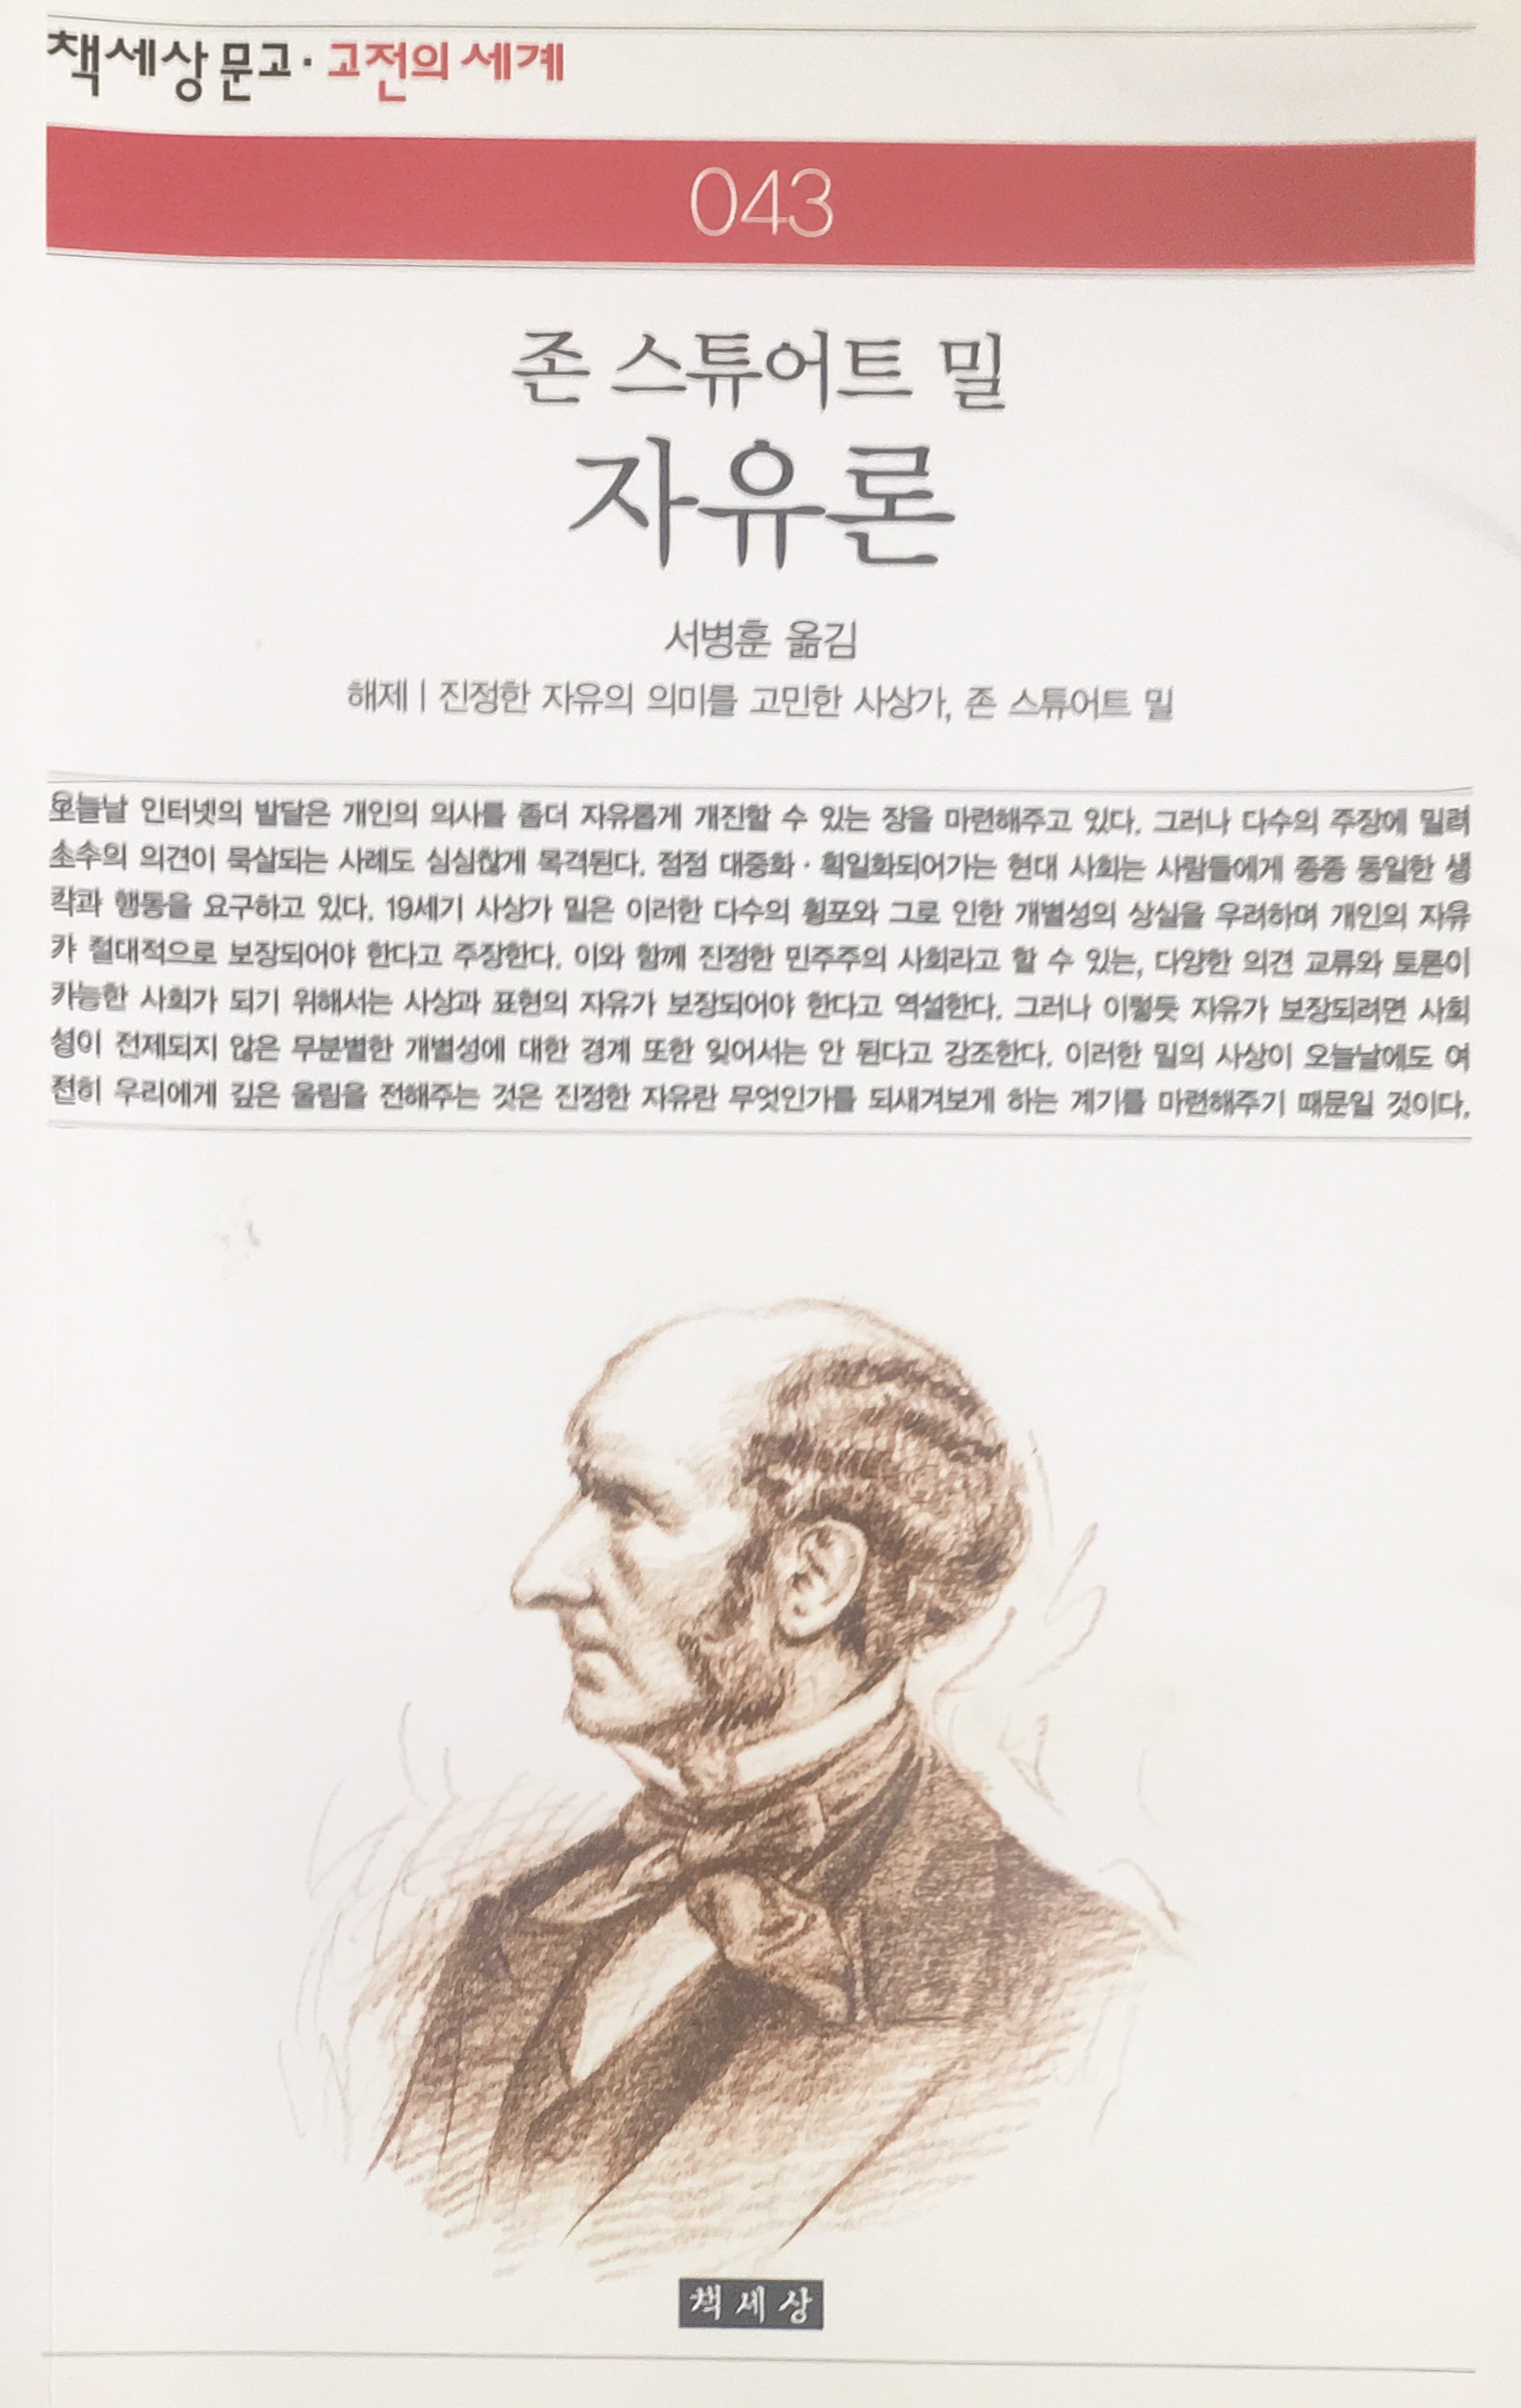 책세상문고·고전의 세계
043
존 스튜어트 밀
자유론
서병훈 옮김
해제 | 진정한 자유의 의미를 고민한 사상가, 존 스튜어트 밀
오늘날 인터넷의 발달은 개인의 의사를 좀더 자유롭게 개진할 수 있는 장을 마련해주고 있다. 그러나 다수의 주장에 밀려
소수의 의견이 묵살되는 사례도 심심찮게 목격된다. 점점 대중화·획일화되어가는 현대 사회는 사람들에게 종종 동일한 생
각과 행동을 요구하고 있다. 19세기 사상가 밀은 이러한 다수의 횡포와 그로 인한 개별성의 상실을 우려하며 개인의 자유
가 절대적으로 보장되어야 한다고 주장한다. 이와 함께 진정한 민주주의 사회라고 할 수 있는, 다양한 의견 교류와 토론이
가능한 사회가 되기 위해서는 사상과 표현의 자유가 보장되어야 한다고 역설한다. 그러나 이렇듯 자유가 보장되려면 사회
성이 전제되지 않은 무분별한 개별성에 대한 경계 또한 잊어서는 안 된다고 강조한다. 이러한 밀의 사상이 오늘날에도 여
전히 우리에게 깊은 울림을 전해주는 것은 진정한 자유란 무엇인가를 되새겨보게 하는 계기를 마련해주기 때문일 것이다.
책세상